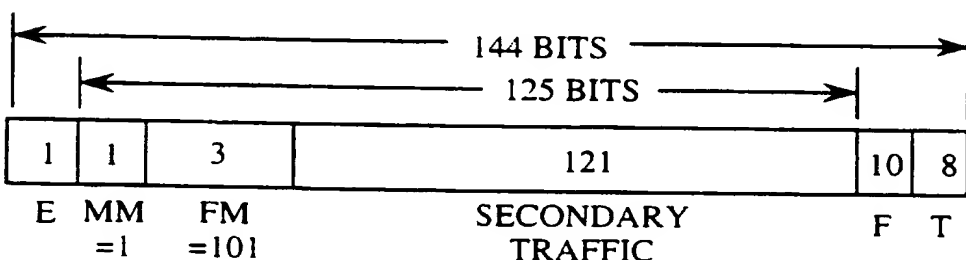 144 BITS
125 BITS
1 1 3 121 10 8
E MM FM SECONDARY F T
=1 =101 TRAFFIC